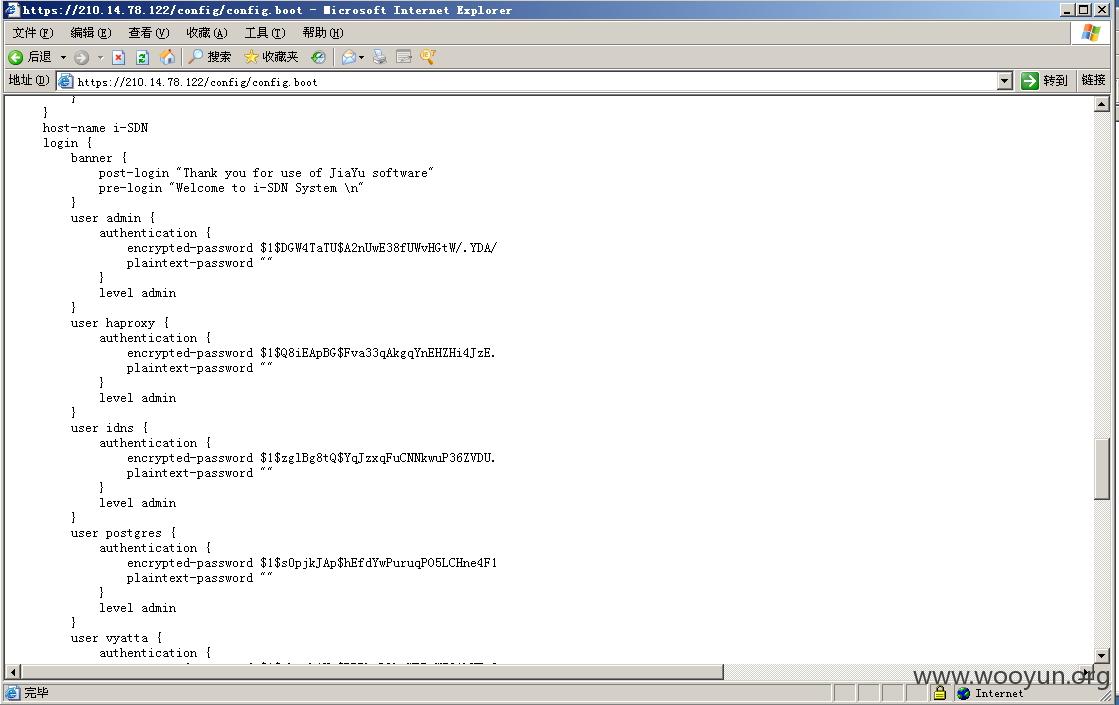 https://210.14.78.122/config/config.boot - Microsoft Internet Explorer
文件(F) 编辑(E) 查看(V) 收藏(A) 工具(T) 帮助(H)
后退 搜索 收藏夹
地址(D) https://210.14.78.122/config/config.boot 转到 链接
}
}
host-name i-SDN
login {
banner {
post-login "Thank you for use of JiaYu software"
pre-login "Welcome to i-SDN System \n"
}
user admin {
authentication {
encrypted-password $1$DGW4TaTU$A2nUwE38fUWvHGtW/.YDA/
plaintext-password ""
}
level admin
}
user haproxy {
authentication {
encrypted-password $1$Q8iEApBG$Fva33qAkgqYnEHZHi4JzE.
plaintext-password ""
}
level admin
}
user idns {
authentication {
encrypted-password $1$zglBg8tQ$YqJzxqFuCNNkwuP36ZVDU.
plaintext-password ""
}
level admin
}
user postgres {
authentication {
encrypted-password $1$sOpjkJAp$hEfdYwPuruqPO5LCHne4F1
plaintext-password ""
}
level admin
}
user vyatta {
authentication {
www.wooyun.org
完毕 Internet